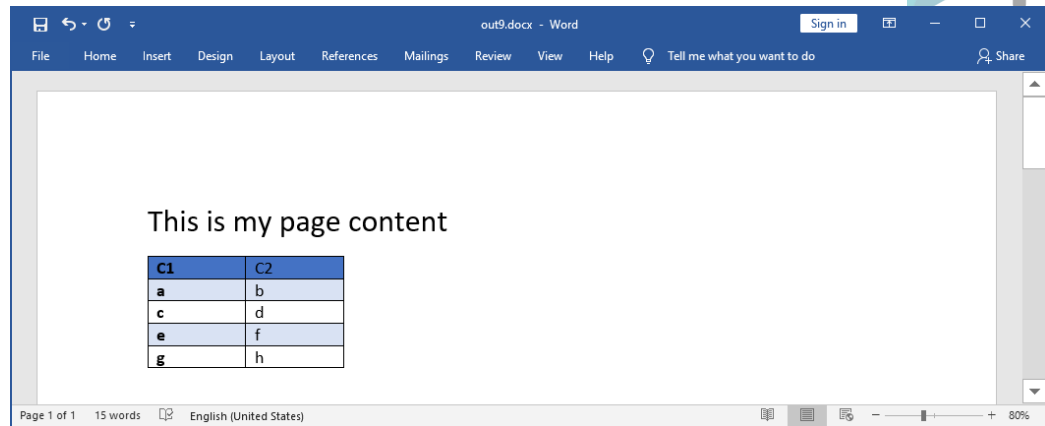 out9.docx - Word Sign in
File Home Insert Design Layout References Mailings Review View Help Tell me what you want to do Share
This is my page content
C1 C2
a b
c d
e f
g h
Page 1 of 1 15 words English (United States) 80%